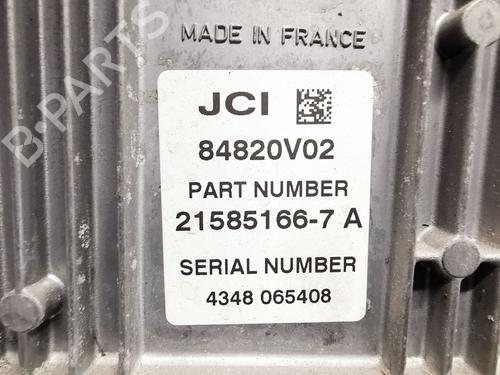 MADE IN FRANCE
B-PARTS
JCI
84820V02
PART NUMBER
21585166-7 A
SERIAL NUMBER
4348 065408